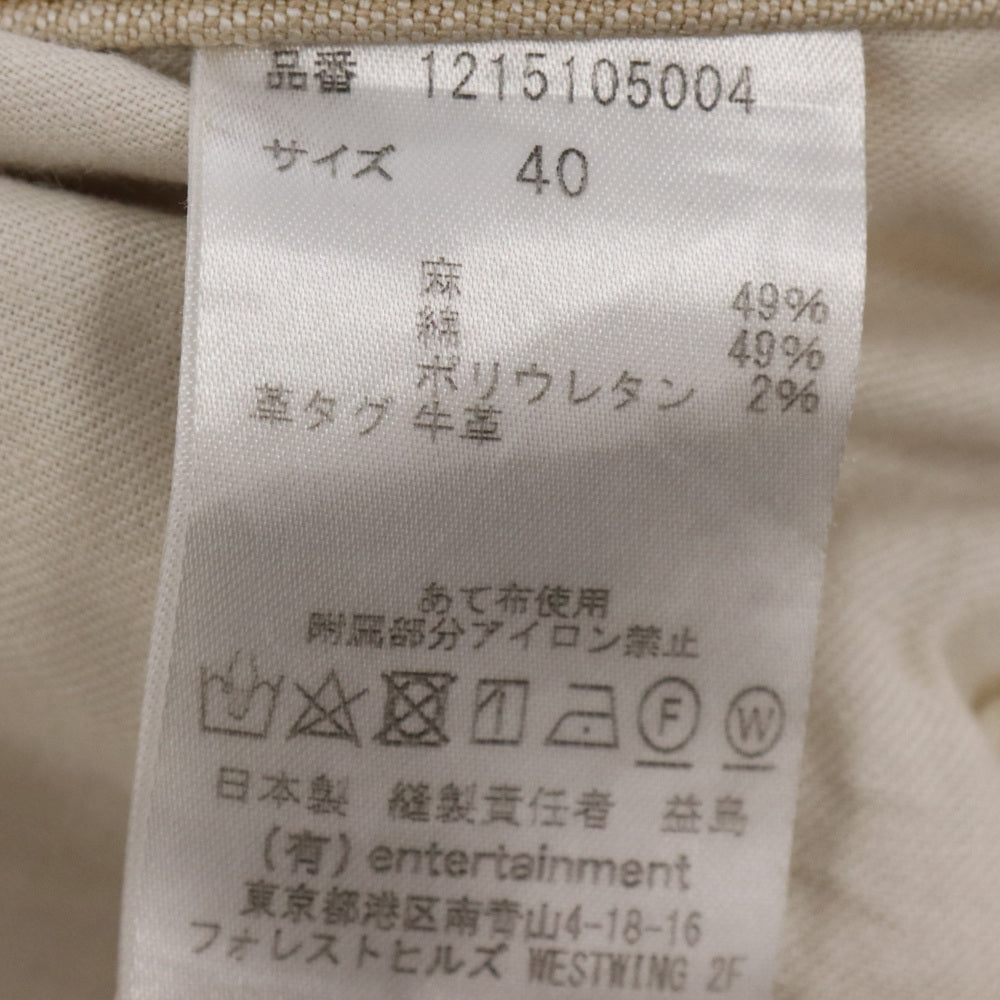 品番 1215105004
サイズ 40
麻 49%
綿 49%
ポリウレタン 2%
革タグ 牛革
あて布使用
附属部分アイロン禁止
F W
日本製 縫製責任者 益島
(有) entertainment
東京都港区南青山4-18-16
フォレストヒルズ WESTWING 2F